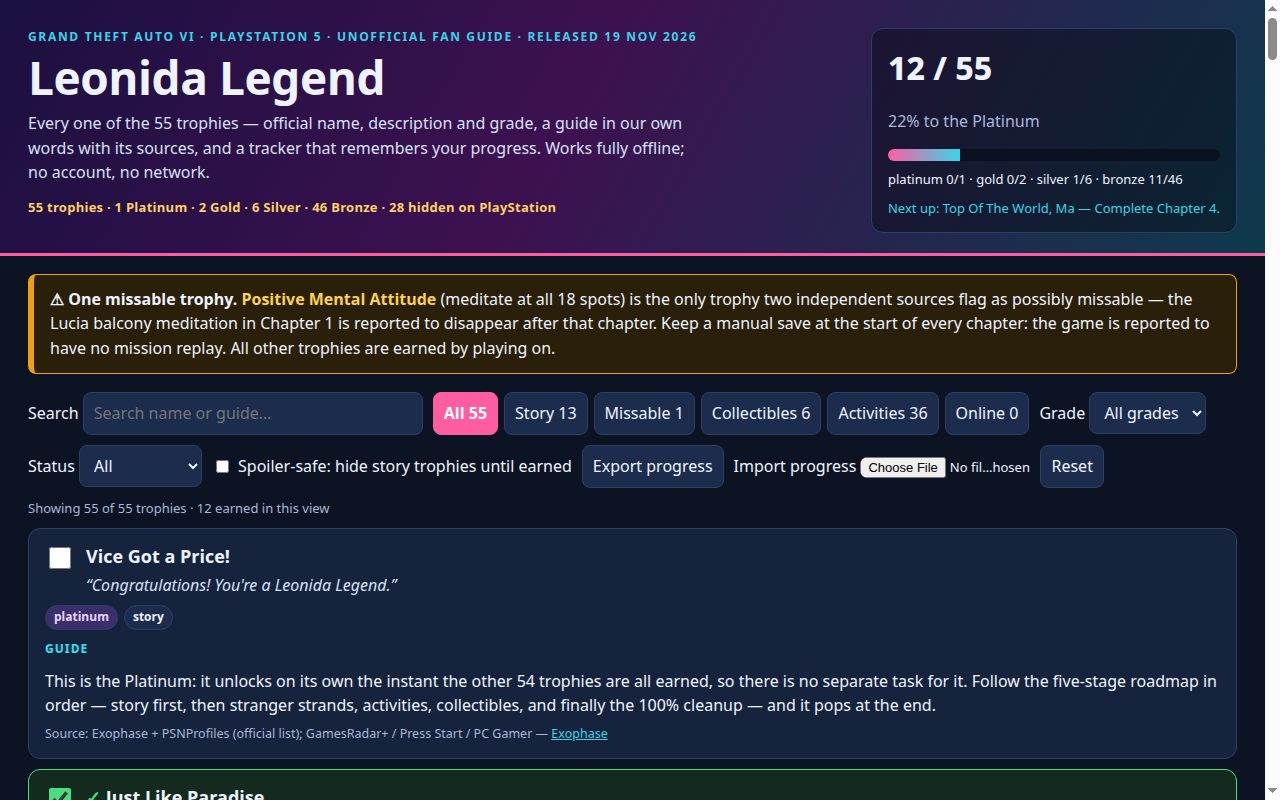 GRAND THEFT AUTO VI · PLAYSTATION 5 · UNOFFICIAL FAN GUIDE · RELEASED 19 NOV 2026
Leonida Legend
Every one of the 55 trophies — official name, description and grade, a guide in our own
words with its sources, and a tracker that remembers your progress. Works fully offline;
no account, no network.
55 trophies · 1 Platinum · 2 Gold · 6 Silver · 46 Bronze · 28 hidden on PlayStation
12 / 55
22% to the Platinum
platinum 0/1 · gold 0/2 · silver 1/6 · bronze 11/46
Next up: Top Of The World, Ma — Complete Chapter 4.
⚠ One missable trophy. Positive Mental Attitude (meditate at all 18 spots) is the only trophy two independent sources flag as possibly missable — the
Lucia balcony meditation in Chapter 1 is reported to disappear after that chapter. Keep a manual save at the start of every chapter: the game is reported to
have no mission replay. All other trophies are earned by playing on.
Search Search name or guide... All 55 Story 13 Missable 1 Collectibles 6 Activities 36 Online 0 Grade All grades
Status All Spoiler-safe: hide story trophies until earned Export progress Import progress Choose File No fil...hosen Reset
Showing 55 of 55 trophies · 12 earned in this view
Vice Got a Price!
“Congratulations! You're a Leonida Legend.”
platinum story
GUIDE
This is the Platinum: it unlocks on its own the instant the other 54 trophies are all earned, so there is no separate task for it. Follow the five-stage roadmap in
order — story first, then stranger strands, activities, collectibles, and finally the 100% cleanup — and it pops at the end.
Source: Exophase + PSNProfiles (official list); GamesRadar+ / Press Start / PC Gamer — Exophase
✓ Just Like Paradise